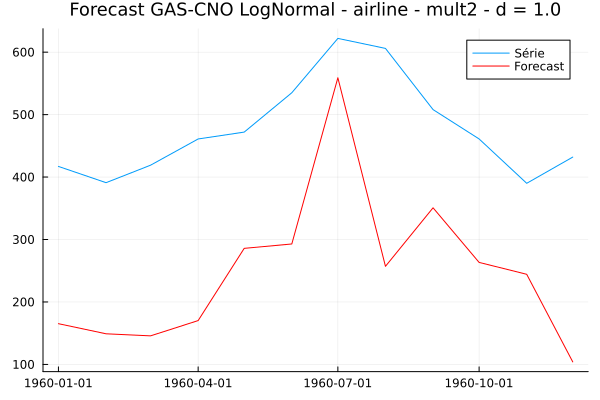 Forecast GAS-CNO LogNormal - airline - mult2 - d = 1.0
Série
Forecast
600
500
400
300
200
100
1960-01-01 1960-04-01 1960-07-01 1960-10-01